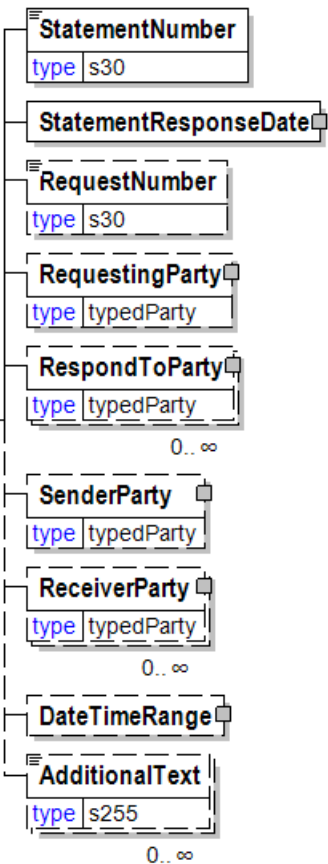 StatementNumber
type s30
StatementResponseDate
RequestNumber
type s30
RequestingParty
type typedParty
RespondToParty
type typedParty
0.. ∞
SenderParty
type typedParty
ReceiverParty
type typedParty
0.. ∞
DateTimeRange
AdditionalText
type s255
0.. ∞